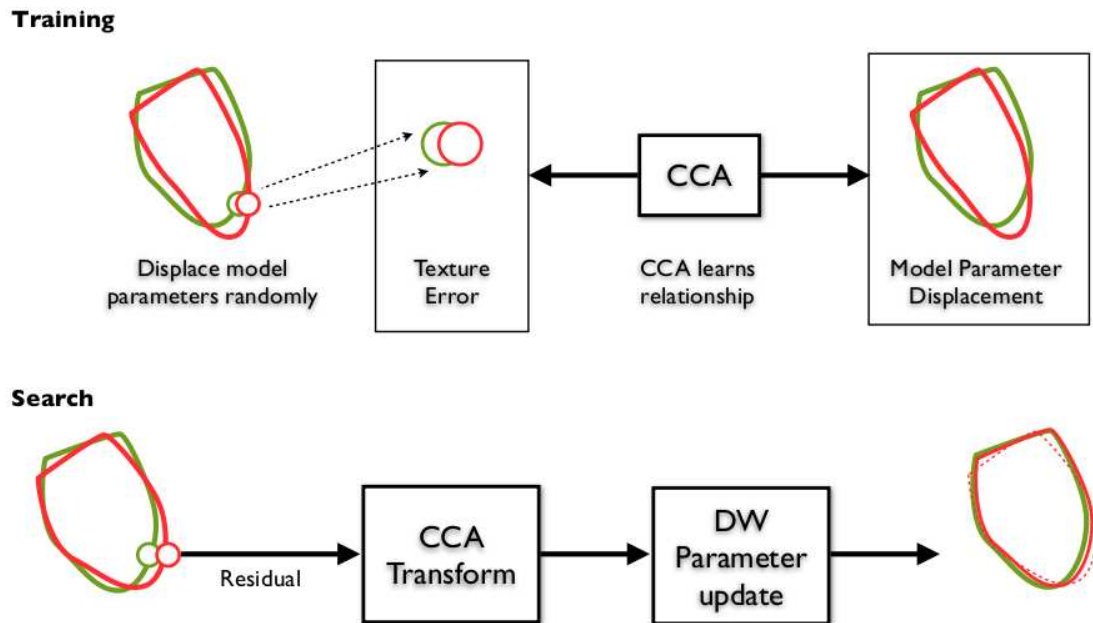 Training
CCA
Displace model
parameters randomly
Texture
Error
CCA learns
relationship
Model Parameter
Displacement
Search
Residual
CCA
Transform
DW
Parameter
update